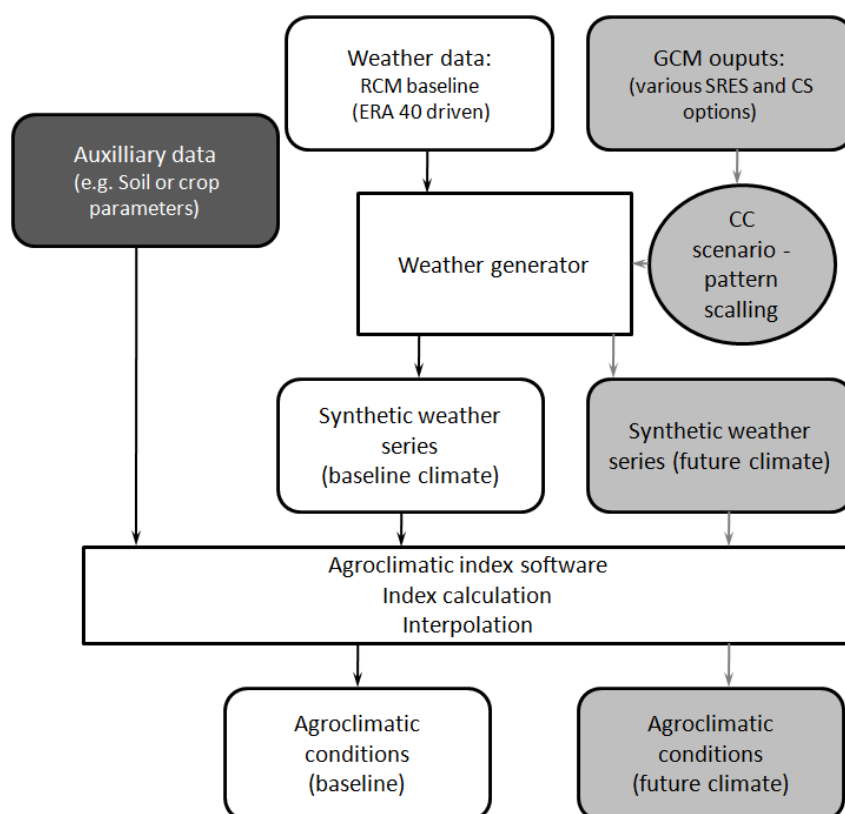 Weather data:
RCM baseline
(ERA 40 driven)
GCM ouputs:
(various SRES and CS
options)
Auxilliary data
(e.g. Soil or crop
parameters)
Weather generator
CC
scenario -
pattern
scalling
Synthetic weather
series
(baseline climate)
Synthetic weather
series (future climate)
Agroclimatic index software
Index calculation
Interpolation
Agroclimatic
conditions
(baseline)
Agroclimatic
conditions
(future climate)